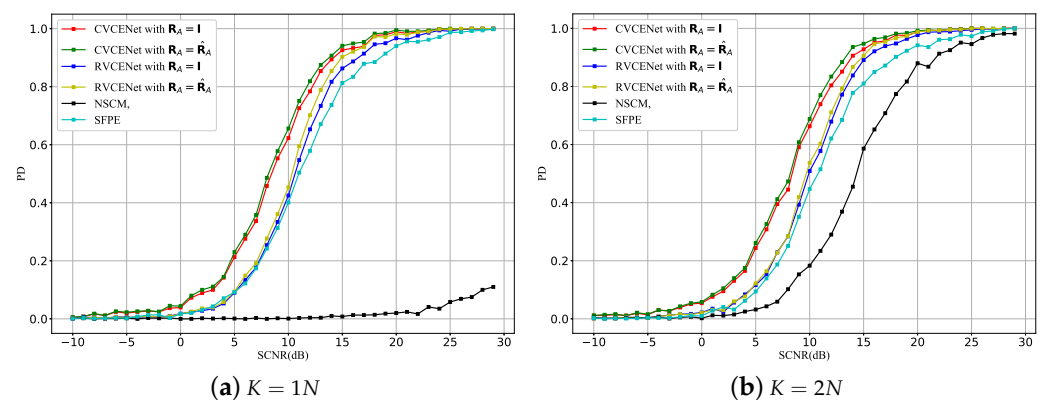 CVCENet with R_A = I
CVCENet with R_A = R̂_A
RVCENet with R_A = I
RVCENet with R_A = R̂_A
NSCM,
SFPE
PD
1.0
0.8
0.6
0.4
0.2
0.0
−10 −5 0 5 10 15 20 25 30
SCNR(dB)
(a) K = 1N
CVCENet with R_A = I
CVCENet with R_A = R̂_A
RVCENet with R_A = I
RVCENet with R_A = R̂_A
NSCM,
SFPE
PD
1.0
0.8
0.6
0.4
0.2
0.0
−10 −5 0 5 10 15 20 25 30
SCNR(dB)
(b) K = 2N